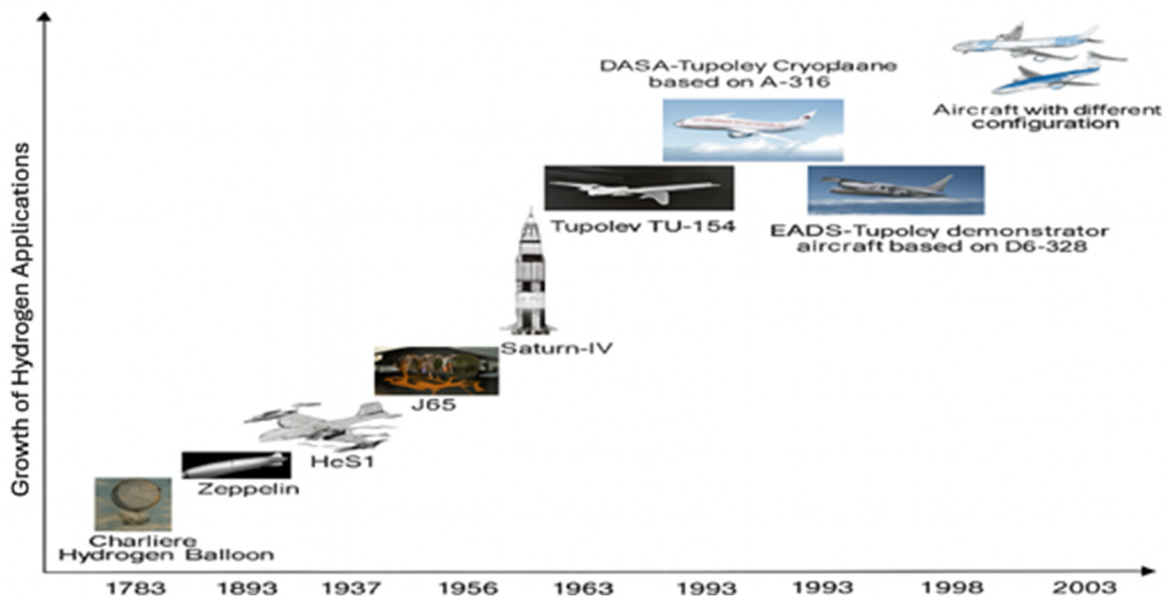 Growth of Hydrogen Applications
DASA-Tupoley Cryopaane
based on A-316
Aircraft with different
configuration
Tupolev TU-154
EADS-Tupoley demonstrator
aircraft based on D6-328
Saturn-IV
J65
HcS1
Zeppelin
Charliere
Hydrogen Balloon
1783 1893 1937 1956 1963 1993 1993 1998 2003